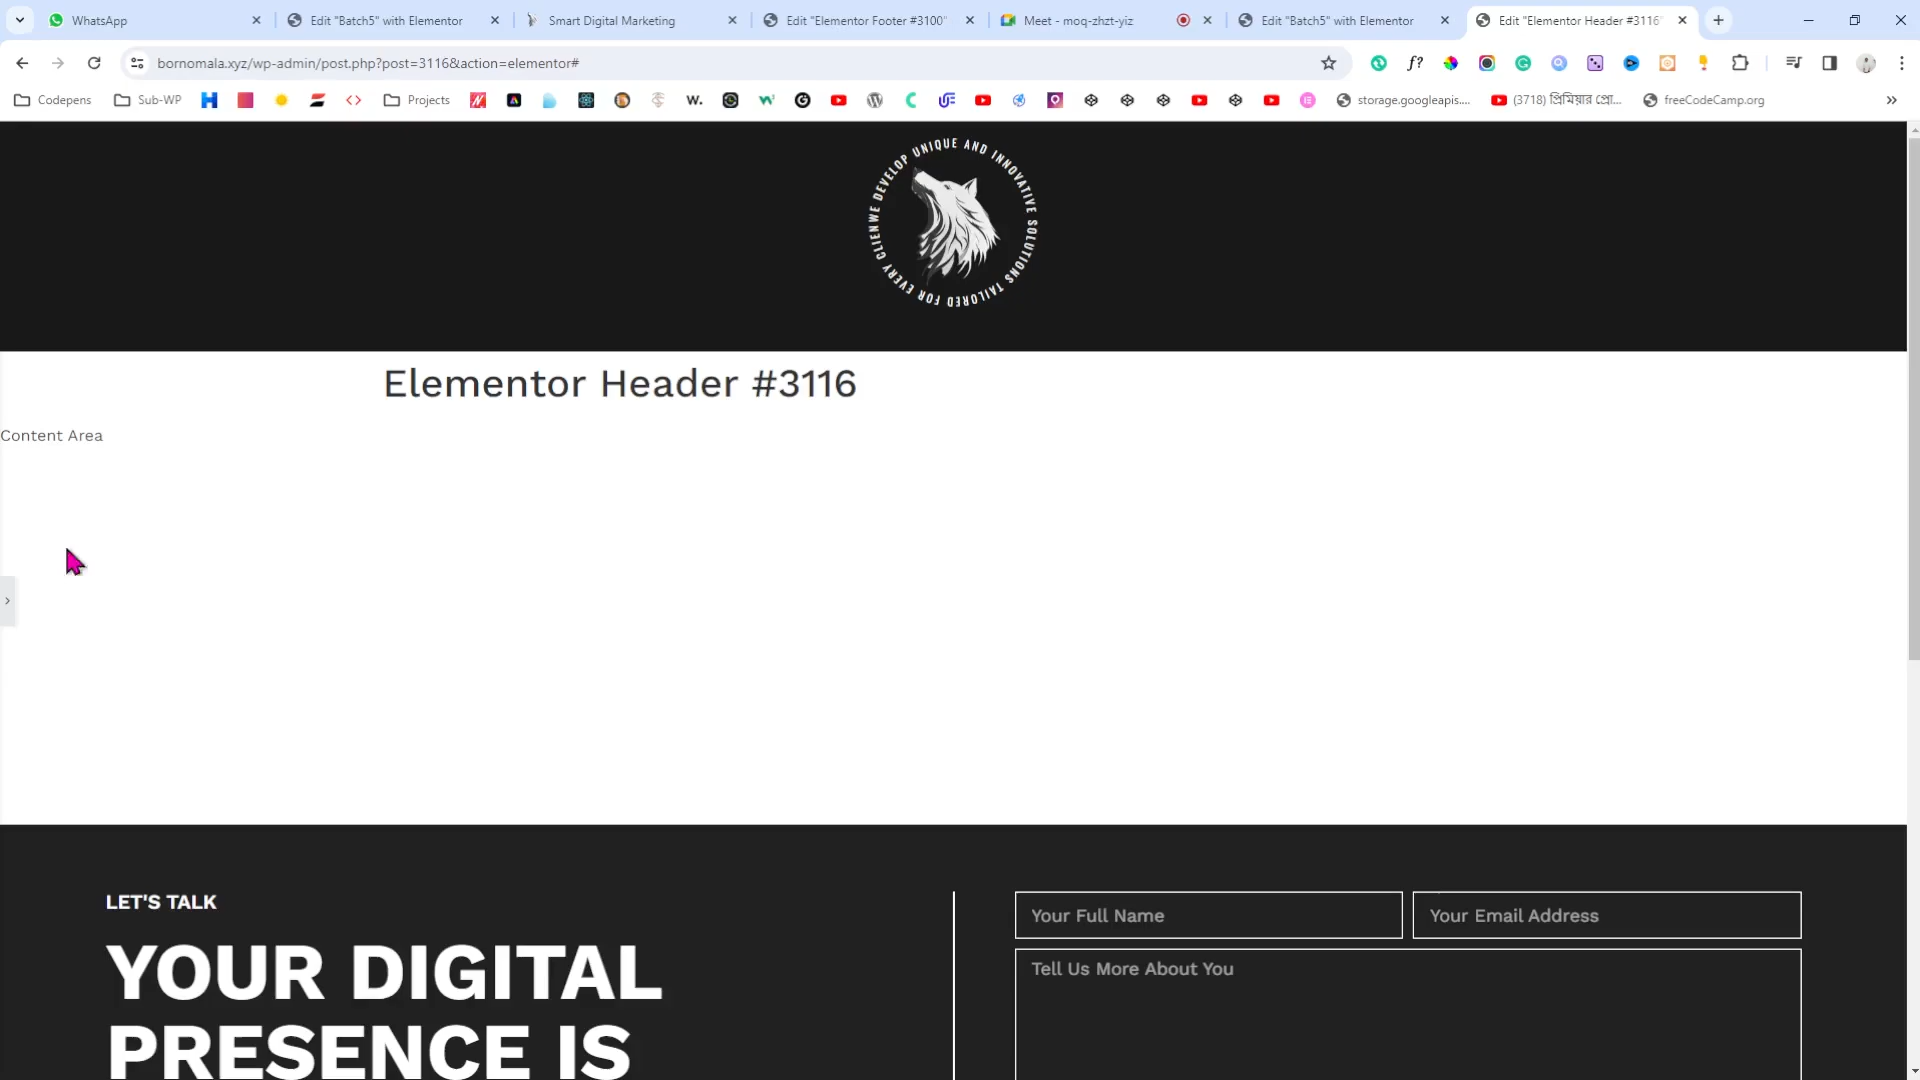 WhatsApp
Edit "Batch5" with Elementor
Smart Digital Marketing
Edit "Elementor Footer #3100"
Meet - moq-zhzt-yiz
Edit "Batch5" with Elementor
Edit "Elementor Header #3116"
bornomala.xyz/wp-admin/post.php?post=3116&action=elementor#
Codepens
Sub-WP
Projects
storage.googleapis....
(3718) প্রিমিয়ার প্রো...
freeCodeCamp.org
WE DEVELOP UNIQUE AND INNOVATIVE SOLUTIONS TAILORED FOR EVERY CLIEN
Elementor Header #3116
Content Area
LET'S TALK
YOUR DIGITAL
PRESENCE IS
Your Full Name
Your Email Address
Tell Us More About You